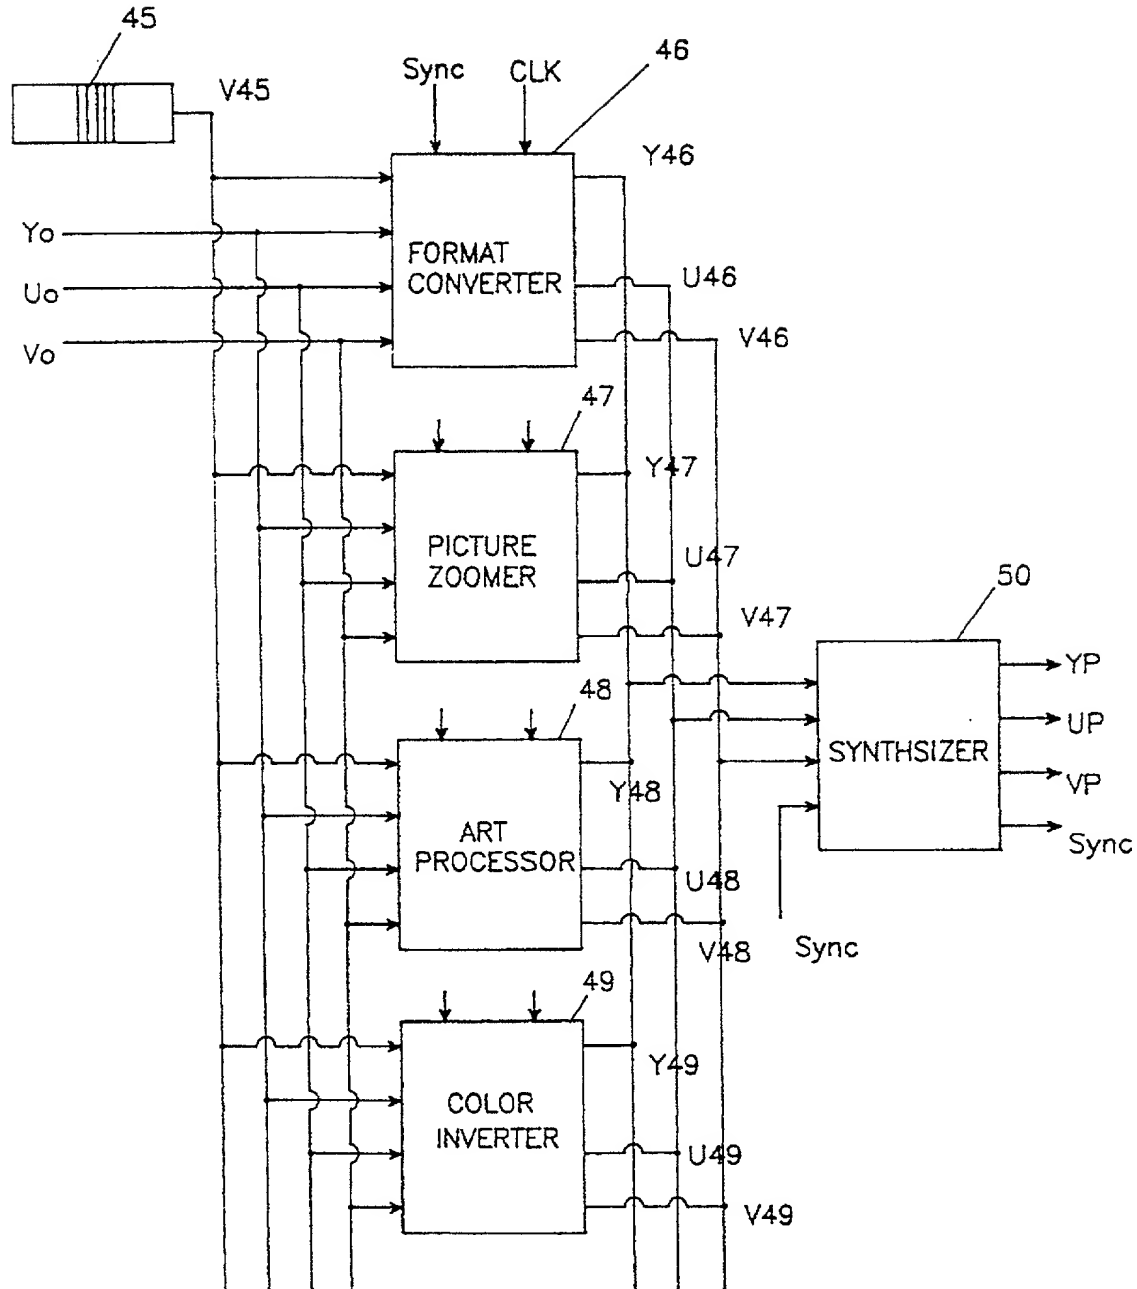 45
V45
Sync
CLK
46
Y46
Yo
Uo
Vo
FORMAT
CONVERTER
U46
V46
47
Y47
PICTURE
ZOOMER
U47
V47
50
48
Y48
ART
PROCESSOR
U48
V48
SYNTHSIZER
YP
UP
VP
Sync
Sync
49
Y49
COLOR
INVERTER
U49
V49